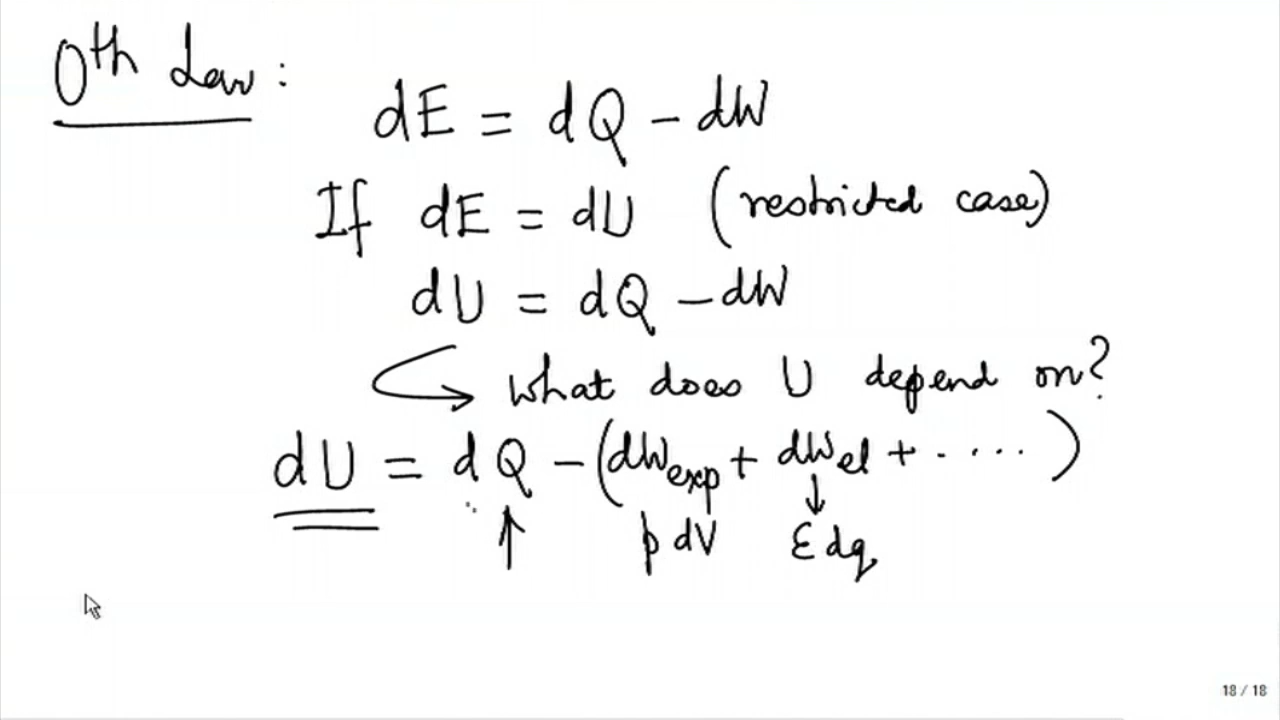 0th Law:
dE = dQ - dW
If dE = dU (restricted case)
dU = dQ - dW
what does U depend on?
dU = dQ - (dWexp + dWel + .....)
p dV Edq
18 / 18